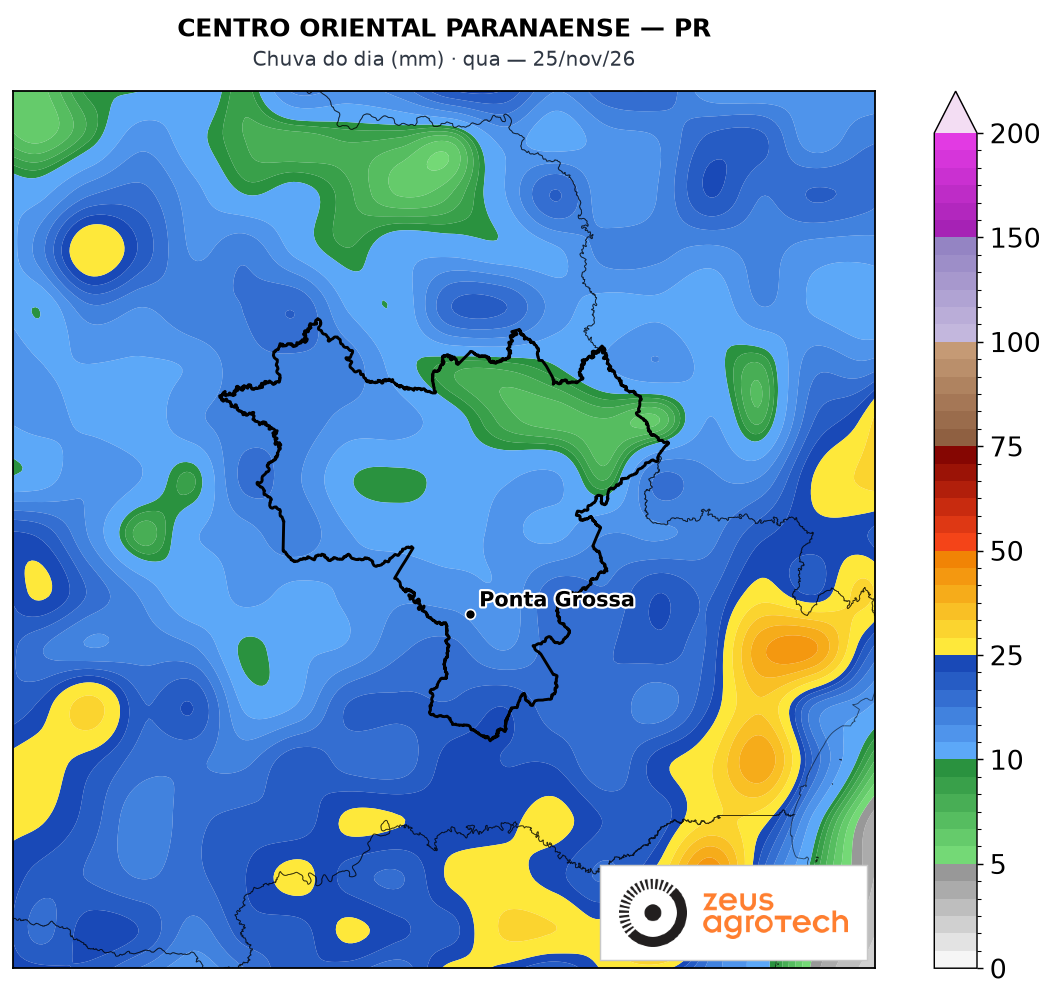 CENTRO ORIENTAL PARANAENSE — PR
Chuva do dia (mm) · qua — 25/nov/26
200
150
100
75
50
25
10
5
0
Ponta Grossa
zeus
agrotech